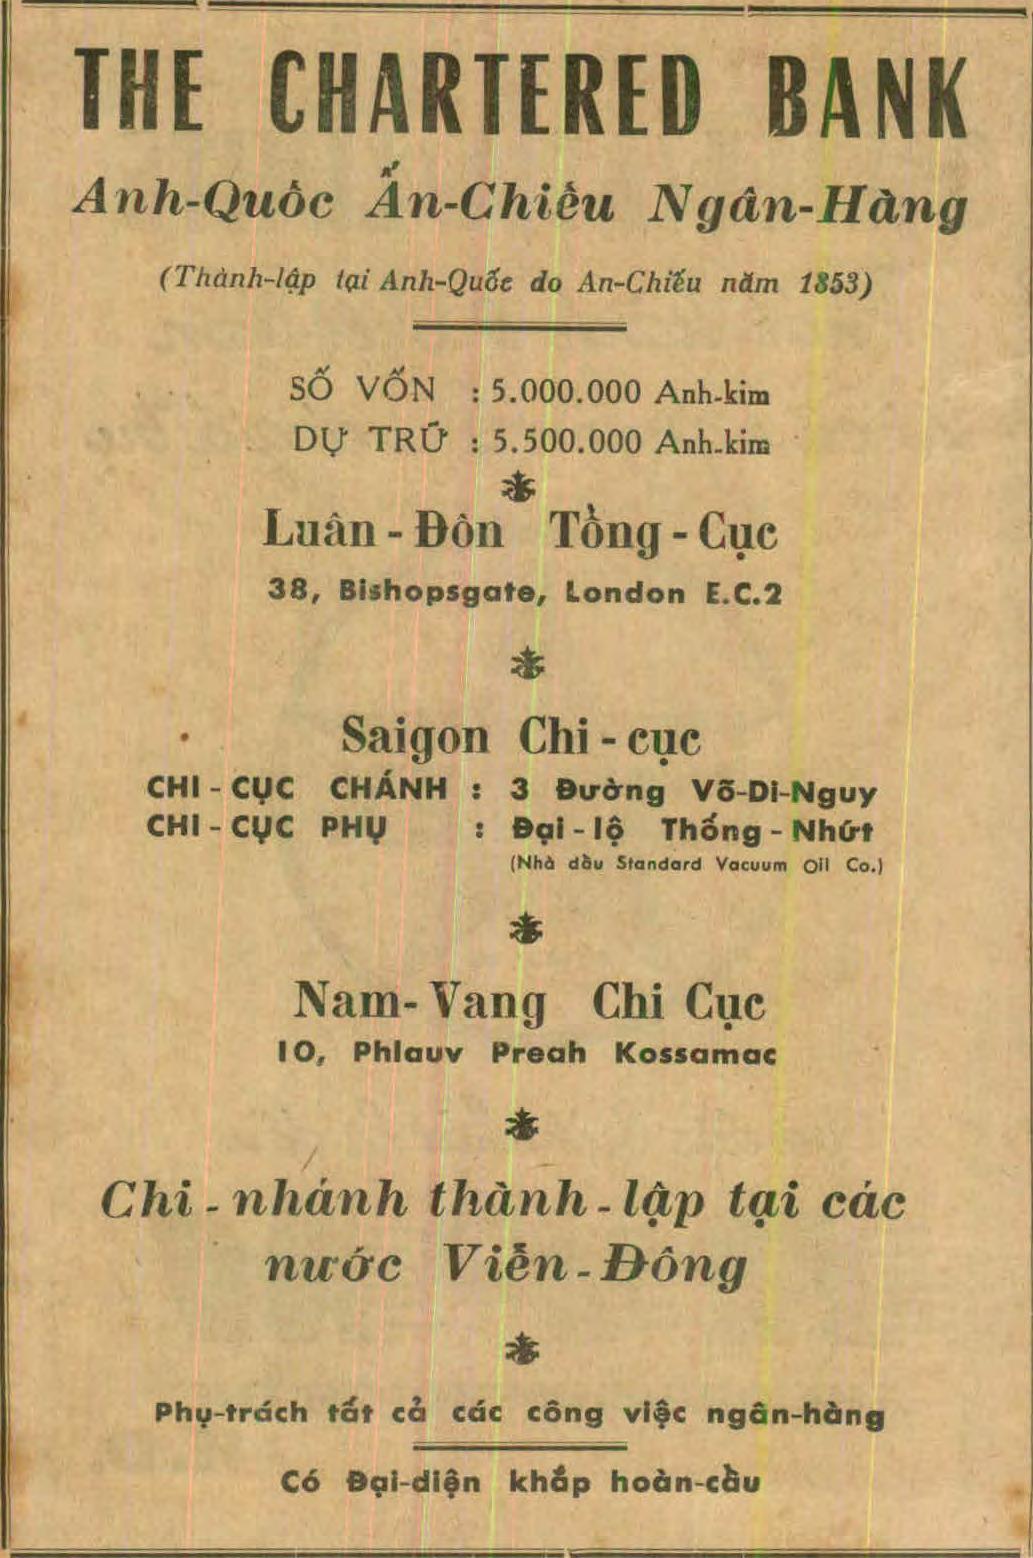 THE CHARTERED BANK
Anh-Quôc Ấn-Chiêu Ngân-Hàng
(Thành-lập tại Anh-Quốc do An-Chiếu năm 1853)
SỐ VỐN : 5.000.000 Anh-kim
DỰ TRỮ : 5.500.000 Anh-kim
Luân - Đôn Tổng - Cục
38, Bishopsgate, London E.C.2
Saigon Chi - cục
CHI - CỤC CHÁNH : 3 Đường Võ-Di-Nguy
CHI - CỤC PHỤ : Đại - lộ Thống - Nhứt
(Nhà dầu Standard Vacuum Oil Co.)
Nam- Vang Chi Cục
10, Phlauv Preah Kossamac
Chi - nhánh thành - lập tại các
nước Viễn - Đông
Phụ-trách tất cả các công việc ngân-hàng
Có Đại-diện khắp hoàn-cầu